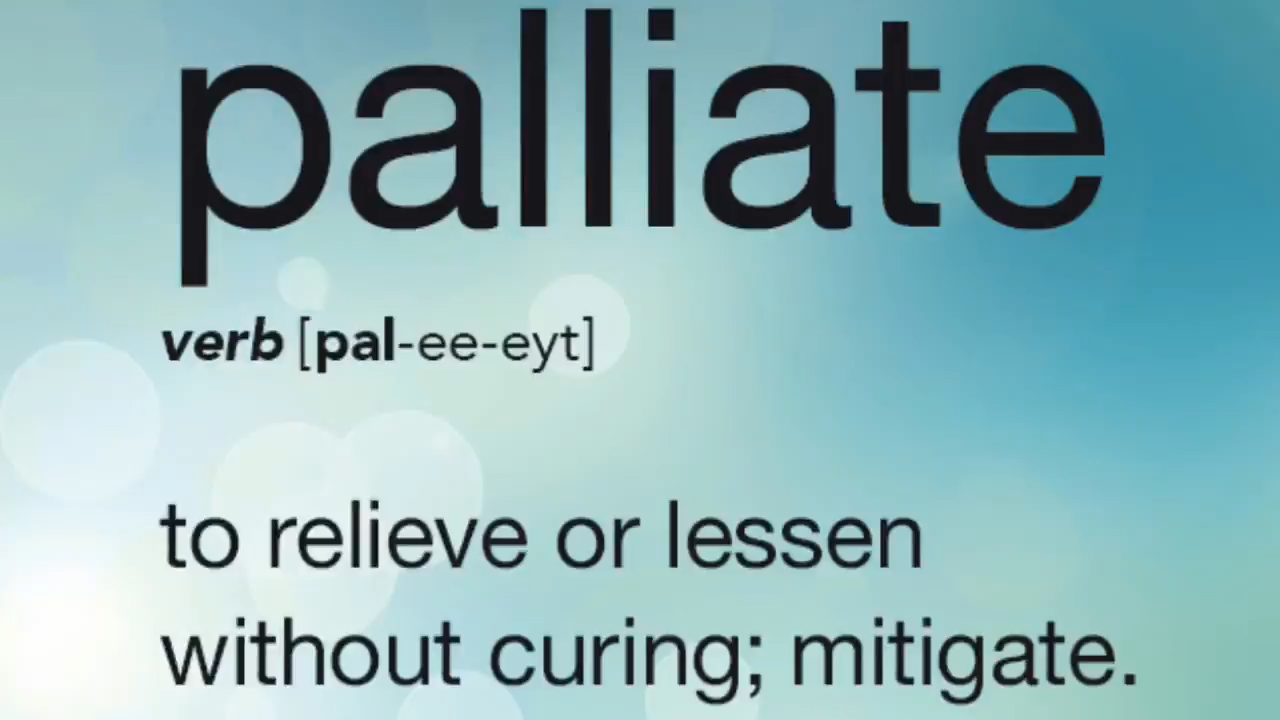 palliate
verb [pal-ee-eyt]
to relieve or lessen
without curing; mitigate.